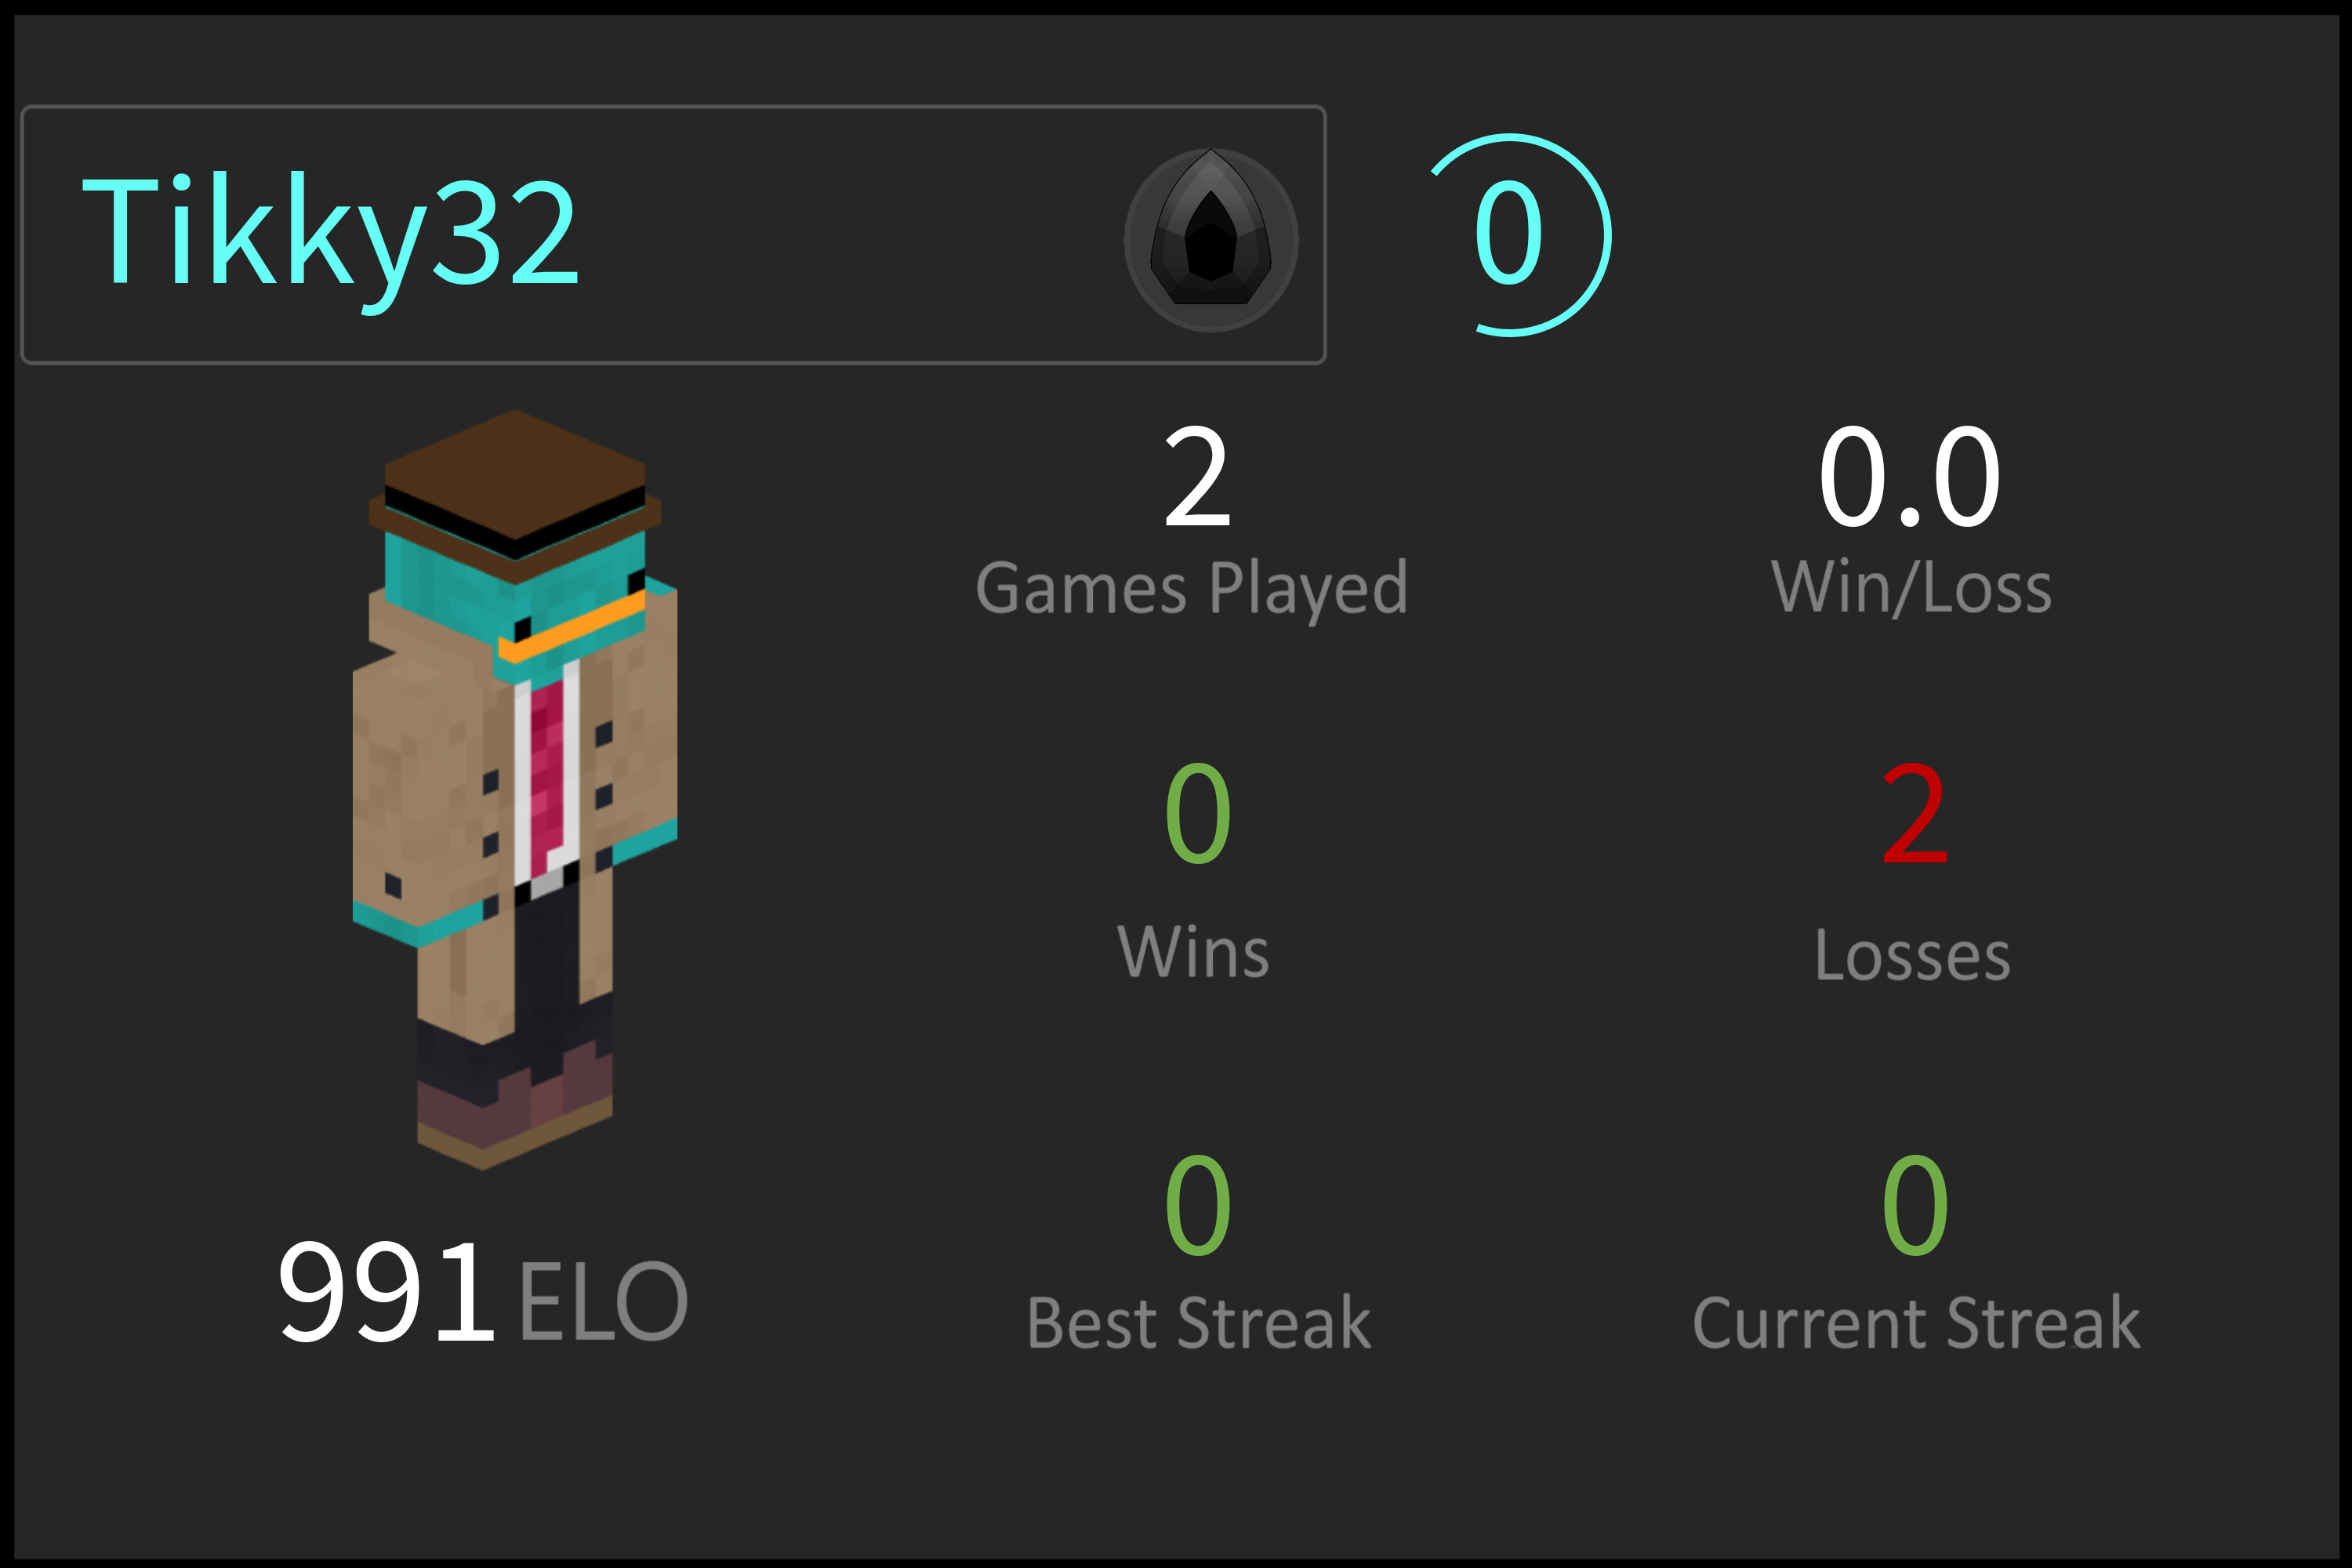 Tikky32
0
2
0.0
Games Played
Win/Loss
0
2
Wins
Losses
0
0
991 ELO
Best Streak
Current Streak